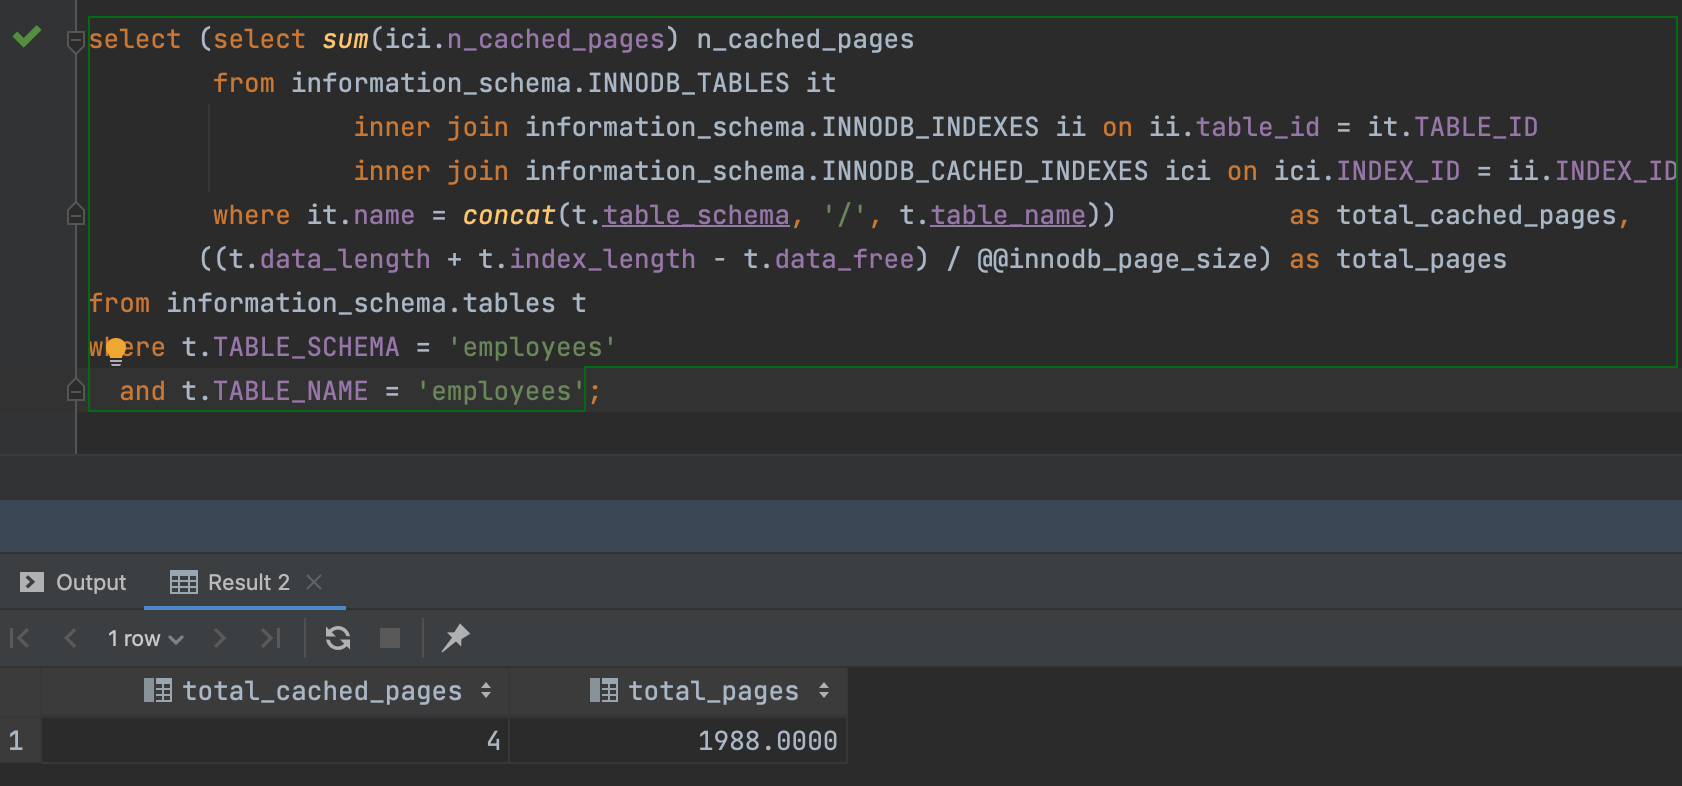 select (select sum(ici.n_cached_pages) n_cached_pages
from information_schema.INNODB_TABLES it
inner join information_schema.INNODB_INDEXES ii on ii.table_id = it.TABLE_ID
inner join information_schema.INNODB_CACHED_INDEXES ici on ici.INDEX_ID = ii.INDEX_ID
where it.name = concat(t.table_schema, '/', t.table_name)) as total_cached_pages,
((t.data_length + t.index_length - t.data_free) / @@innodb_page_size) as total_pages
from information_schema.tables t
where t.TABLE_SCHEMA = 'employees'
and t.TABLE_NAME = 'employees';
Output Result 2
1 row
total_cached_pages total_pages
1 4 1988.0000